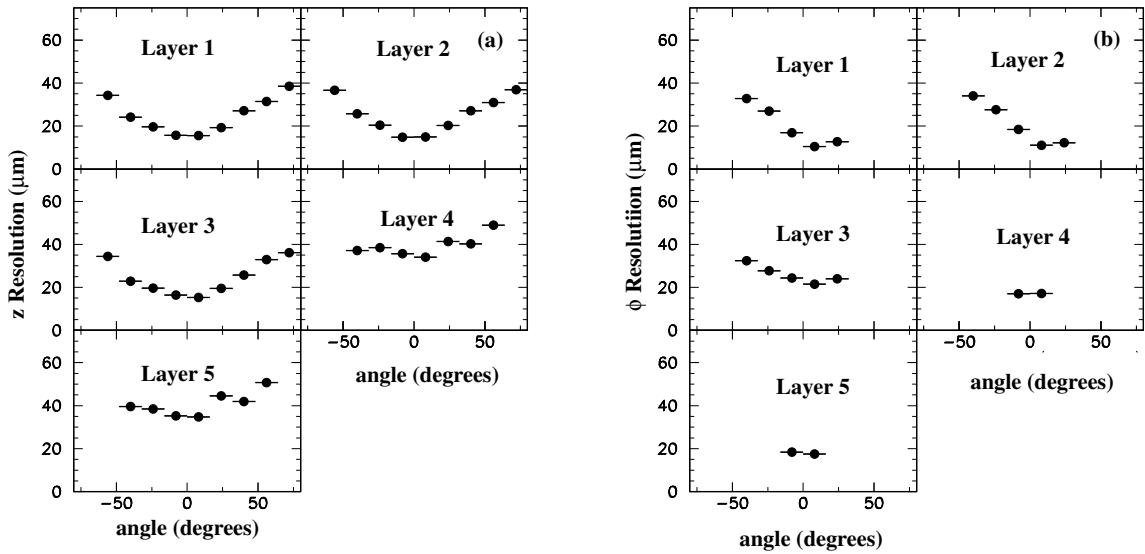 (a)
Layer 1
Layer 2
60
40
20
0
Layer 3
Layer 4
60
40
20
0
−50 0 50
Layer 5
angle (degrees)
60
40
20
0
−50 0 50
angle (degrees)
z Resolution (μm)
(b)
Layer 1
Layer 2
60
40
20
0
Layer 3
Layer 4
60
40
20
0
−50 0 50
Layer 5
angle (degrees)
60
40
20
0
−50 0 50
angle (degrees)
ϕ Resolutiion (μm)